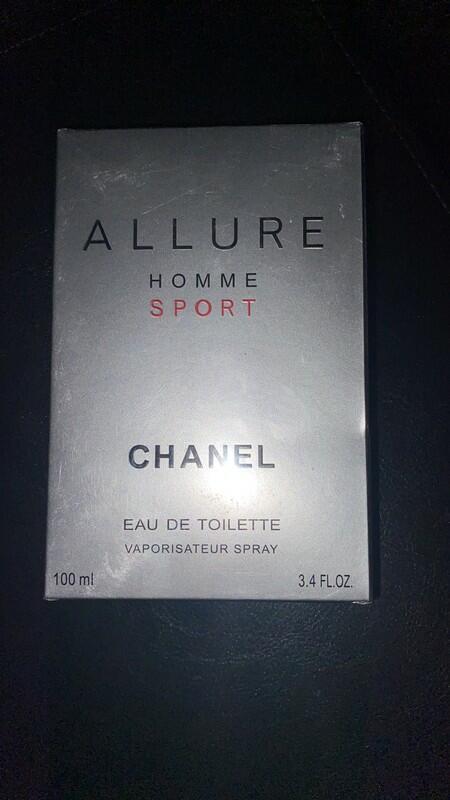 ALLURE
HOMME
SPORT
CHANEL
EAU DE TOILETTE
VAPORISATEUR SPRAY
100 ml 3.4 FL.OZ.